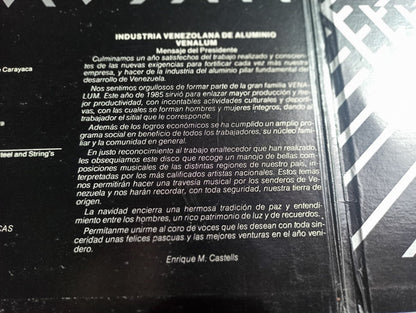 INDUSTRIA VENEZOLANA DE ALUMINIO
VENALUM
Mensaje del Presidente
Culminamos un año satisfechos del trabajo realizado y conscien-
tes de las nuevas exigencias para fortificar cada vez más nuestra
empresa, y hacer de la industria del aluminio pilar fundamental del
desarrollo de Venezuela.
Nos sentimos orgullosos de formar parte de la gran familia VENA-
LUM. Este año de 1985 sirvió para enlazar mayor producción y me-
jor productividad, con incontables actividades culturales y deporti-
vas, con las cuales se forman hombres y mujeres íntegros, dando al
trabajador el sitial que le corresponde.
Además de los logros económicos se ha cumplido un amplio pro-
grama social en beneficio de todos los trabajadores, su núcleo fami-
liar y la comunidad en general.
En justo reconocimiento al trabajo enaltecedor que han realizado,
les obsequiamos este disco que recoge un manojo de bellas com-
posiciones musicales de las distintas regiones de nuestro país, in-
terpretadas por los más calificados artistas nacionales. Estos temas
nos permitirán hacer una travesía musical por los senderos de Ve-
nezuela y nos harán recordar, con toda seguridad, nuestra tierra de
origen.
La navidad encierra una hermosa tradición de paz y entendi-
miento entre los hombres, un rico patrimonio de luz y de recuerdos.
Permítanme unirme al coro de voces que les desean con toda sin-
ceridad unas felices pascuas y las mejores venturas en el año veni-
dero.
Enrique M. Castells
o Carayaca
teel and String's
CAS